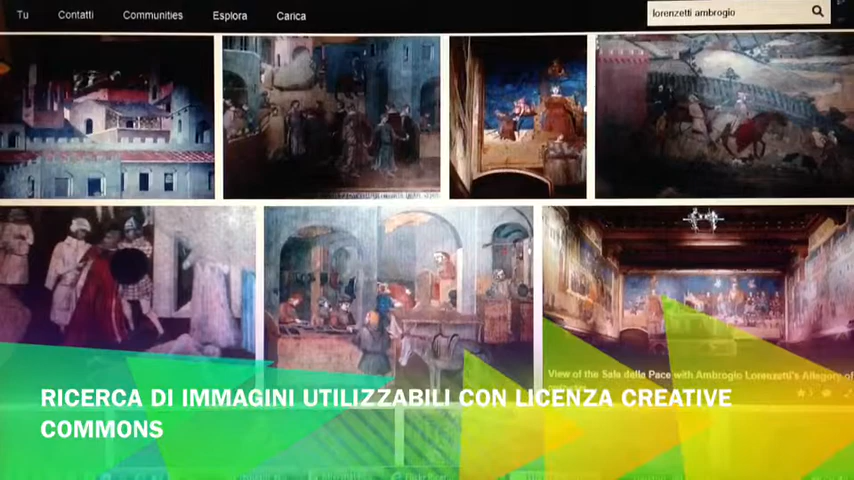 Tu Contatti Communities Esplora Carica lorenzetti ambrogio
View of the Sala della Pace with Ambrogio Lorenzetti's Allegory of
RICERCA DI IMMAGINI UTILIZZABILI CON LICENZA CREATIVE
COMMONS